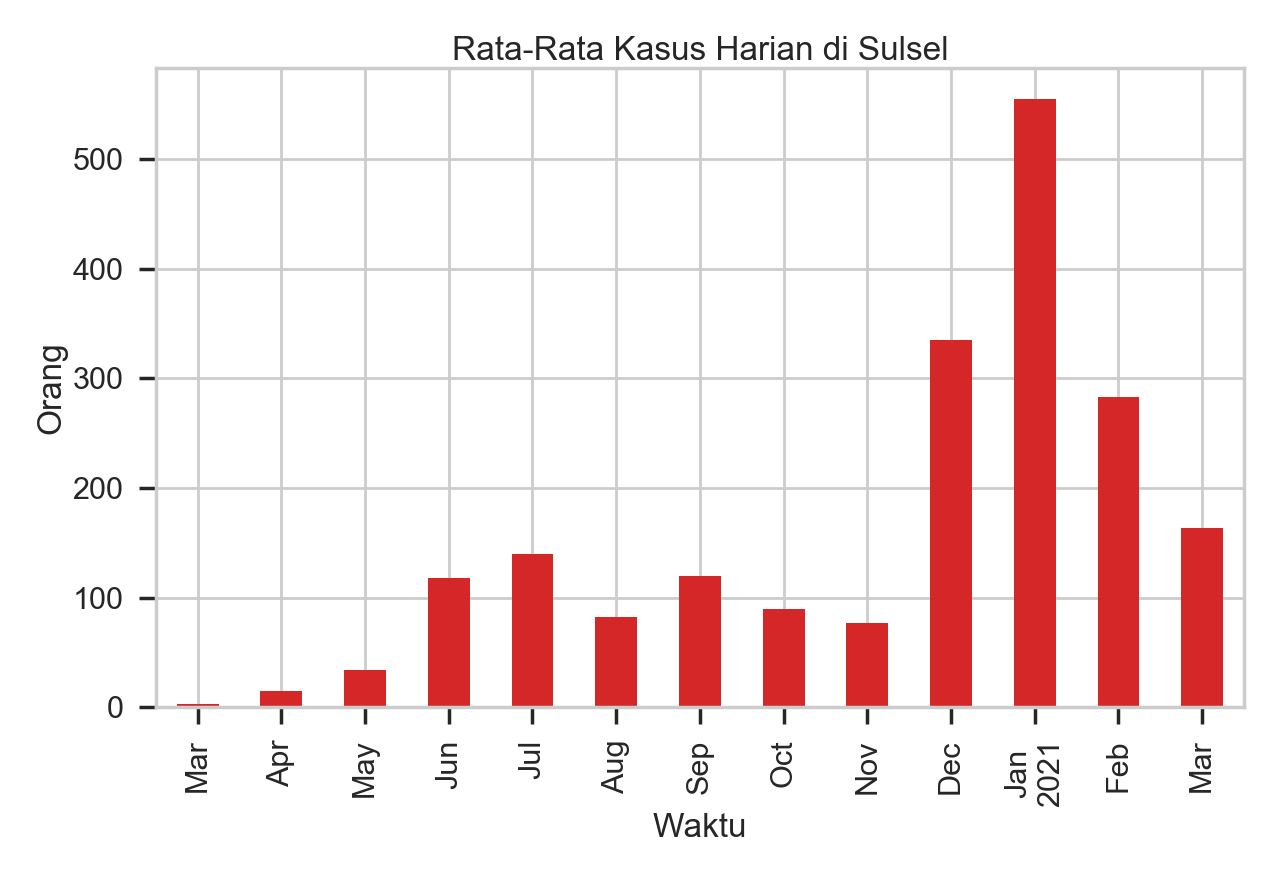 Rata-Rata Kasus Harian di Sulsel
500
400
300
200
100
0
Orang
Mar
Apr
May
Jun
Jul
Aug
Sep
Oct
Nov
Dec
Jan
2021
Feb
Mar
Waktu